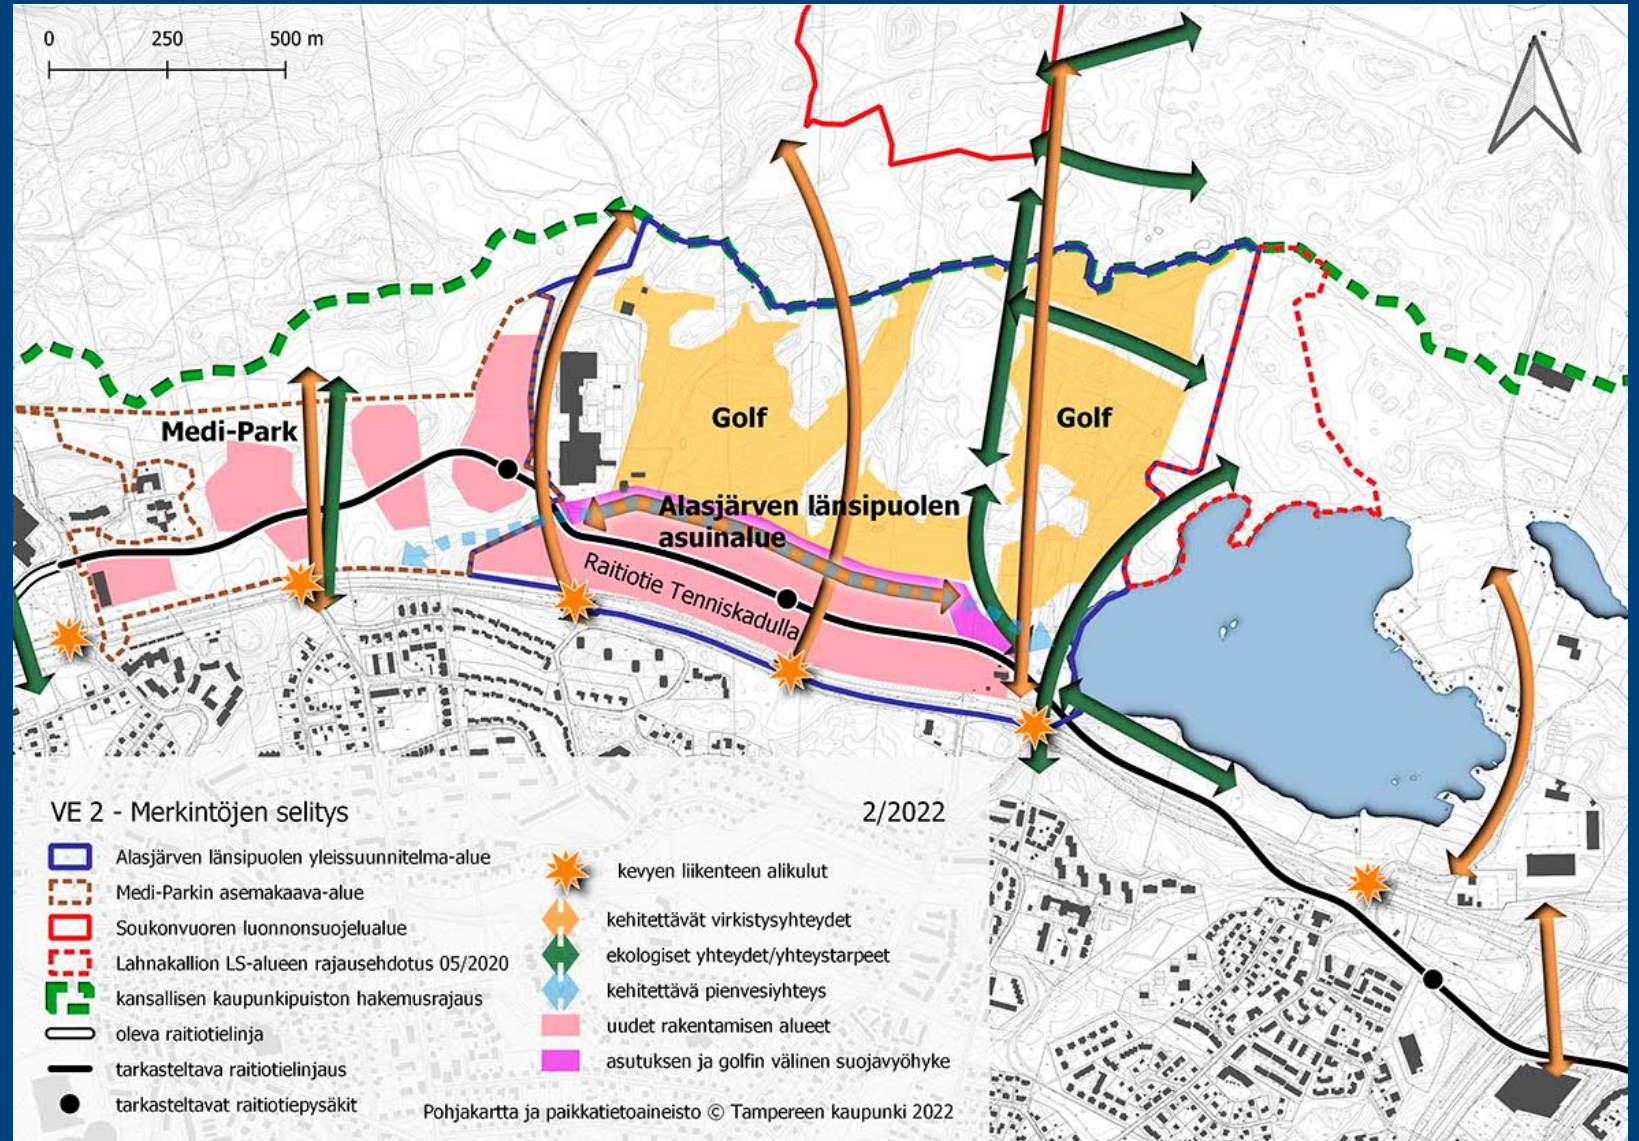 0 250 500 m
Medi-Park
Golf
Golf
Alasjärven länsipuolen
asuinalue
Raitiotie Tenniskadulla
VE 2 - Merkintöjen selitys
2/2022
Alasjärven länsipuolen yleissuunnitelma-alue
Medi-Parkin asemakaava-alue
Soukonvuoren luonnonsuojelualue
Lahnakallion LS-alueen rajausehdotus 05/2020
kansallisen kaupunkipuiston hakemusrajaus
oleva raitiotielinja
tarkasteltava raitiotielinjaus
tarkasteltavat raitiotiepysäkit
kevyen liikenteen alikulut
kehitettävät virkistysyhteydet
ekologiset yhteydet/yhteystarpeet
kehitettävä pienvesiyhteys
uudet rakentamisen alueet
asutuksen ja golfin välinen suojavyöhyke
Pohjakartta ja paikkatietoaineisto © Tampereen kaupunki 2022